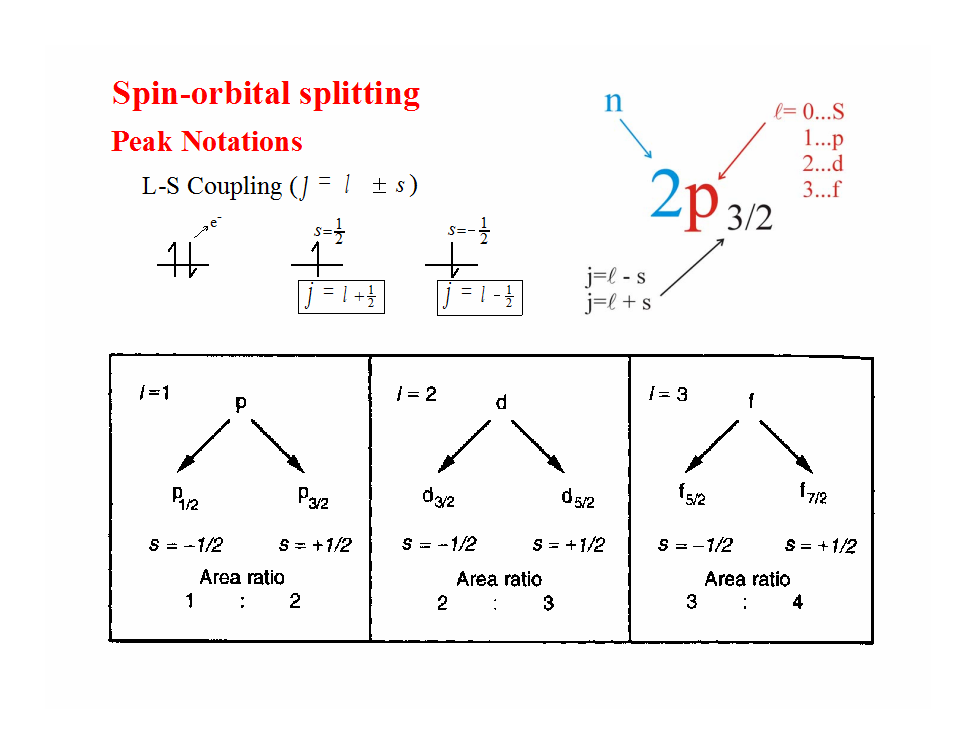 Spin-orbital splitting
Peak Notations
L-S Coupling (j = l ± s)
e-
s=1/2
s=-1/2
j = l + 1/2
j = l - 1/2
n
ℓ= 0...S
1...p
2...d
3...f
2p3/2
j=ℓ - s
j=ℓ + s
l=1
p
p1/2 p3/2
s = -1/2 s = +1/2
Area ratio
1 : 2
l = 2
d
d3/2 d5/2
s = -1/2 s = +1/2
Area ratio
2 : 3
l = 3
f
f5/2 f7/2
s = -1/2 s = +1/2
Area ratio
3 : 4